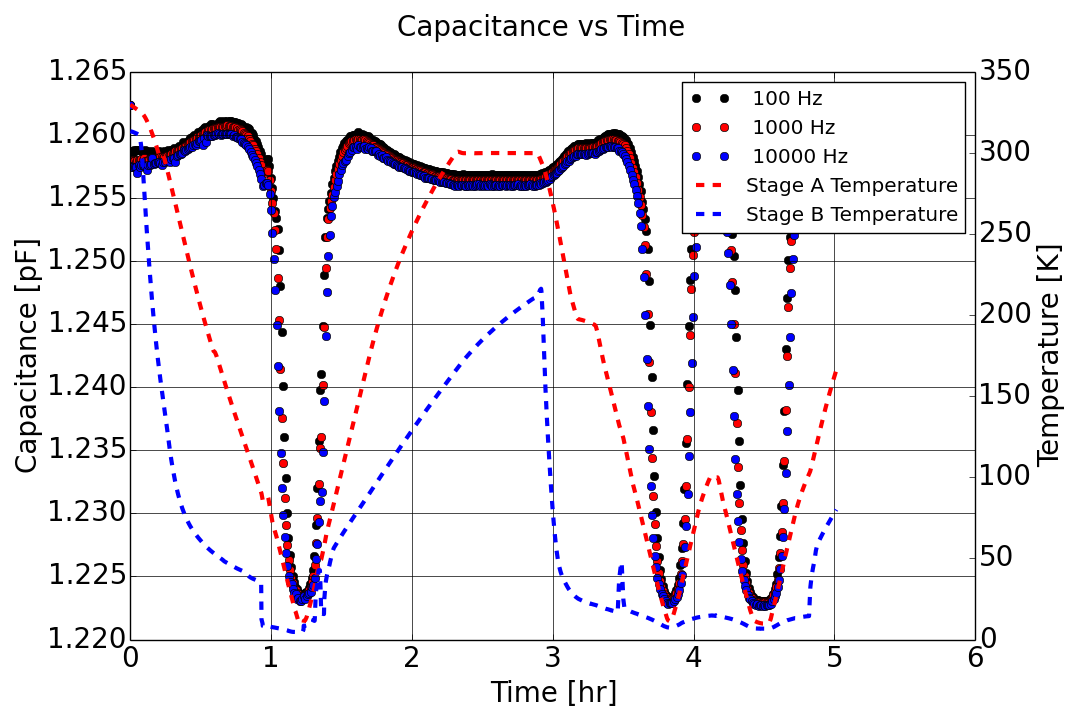 Capacitance vs Time
1.265
1.260
1.255
1.250
1.245
1.240
1.235
1.230
1.225
1.220
Capacitance [pF]
350
300
250
200
150
100
50
0
Temperature [K]
100 Hz
1000 Hz
10000 Hz
Stage A Temperature
Stage B Temperature
0 1 2 3 4 5 6
Time [hr]